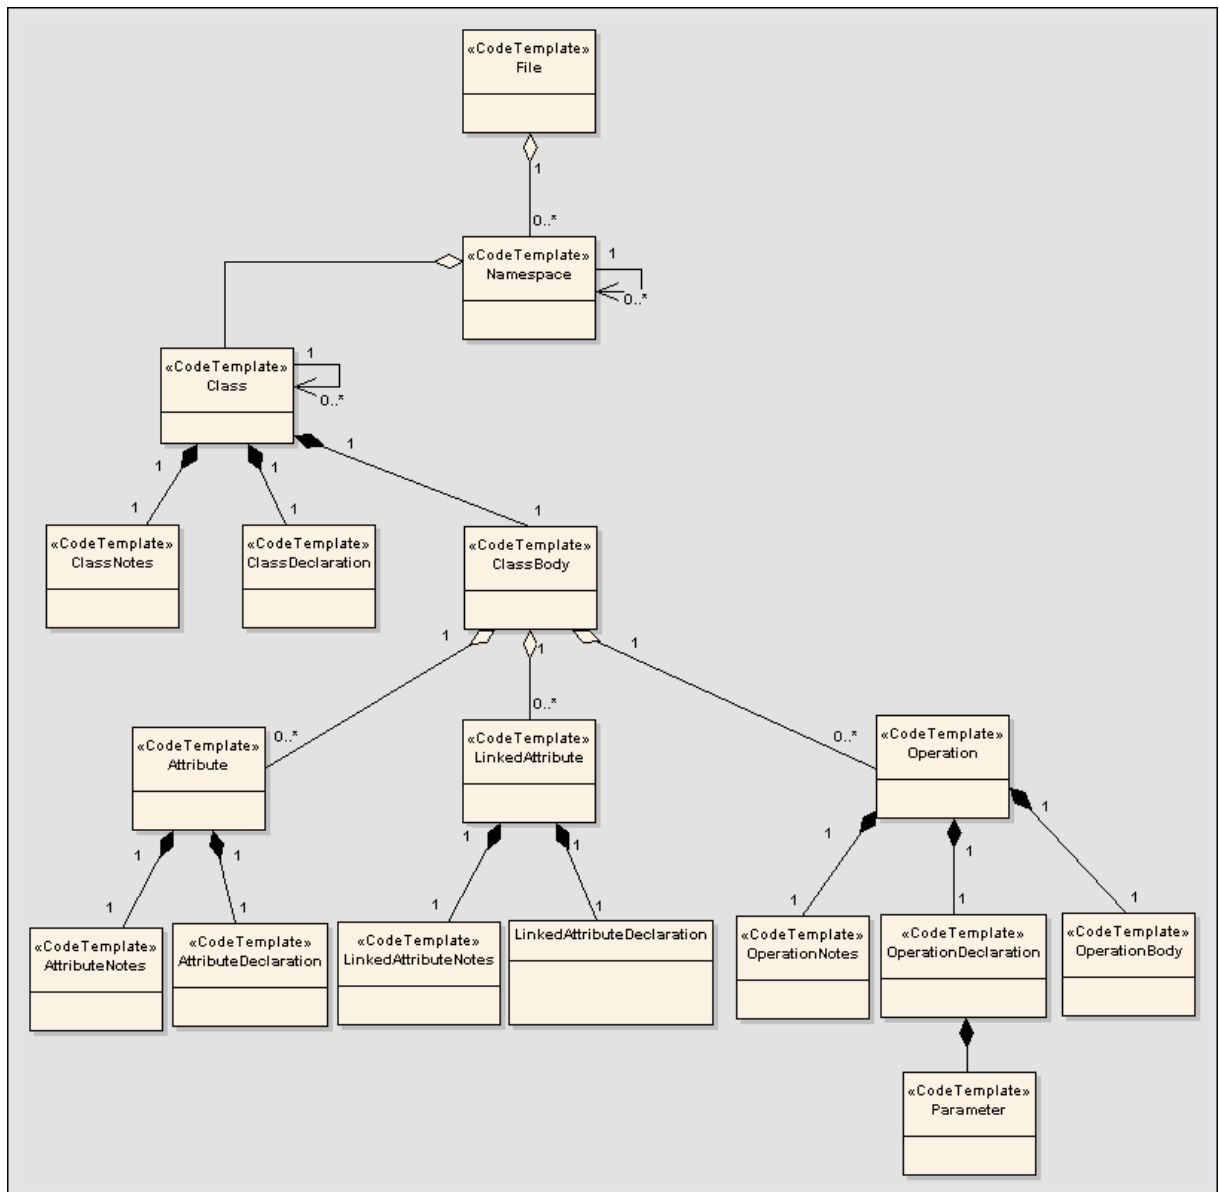 «CodeTemplate»
File
1
0..*
«CodeTemplate»
Namespace
1
0..*
«CodeTemplate»
Class
1
0..*
1
1
1
1
1
1
«CodeTemplate»
ClassNotes
«CodeTemplate»
ClassDeclaration
«CodeTemplate»
ClassBody
1
1
1
0..*
0..*
0..*
«CodeTemplate»
Attribute
«CodeTemplate»
LinkedAttribute
«CodeTemplate»
Operation
1
1
1
1
1
1
1
1
1
1
1
1
1
1
«CodeTemplate»
AttributeNotes
«CodeTemplate»
AttributeDeclaration
«CodeTemplate»
LinkedAttributeNotes
LinkedAttributeDeclaration
«CodeTemplate»
OperationNotes
«CodeTemplate»
OperationDeclaration
«CodeTemplate»
OperationBody
«CodeTemplate»
Parameter